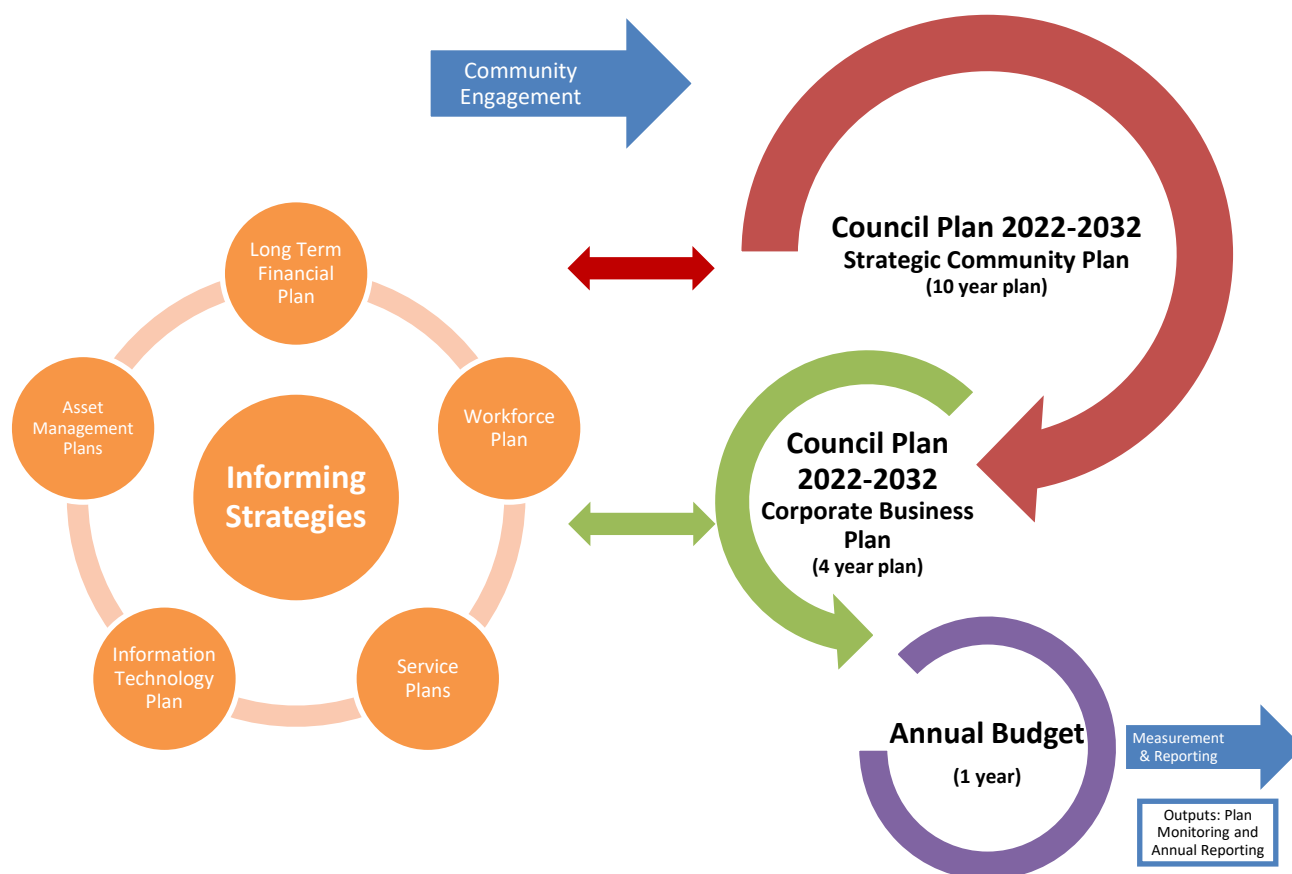 Community
Engagement
Council Plan 2022-2032
Strategic Community Plan
(10 year plan)
Long Term
Financial
Plan
Asset
Management
Plans
Workforce
Plan
Informing
Strategies
Information
Technology
Plan
Service
Plans
Council Plan
2022-2032
Corporate Business
Plan
(4 year plan)
Annual Budget
(1 year)
Measurement
& Reporting
Outputs: Plan
Monitoring and
Annual Reporting